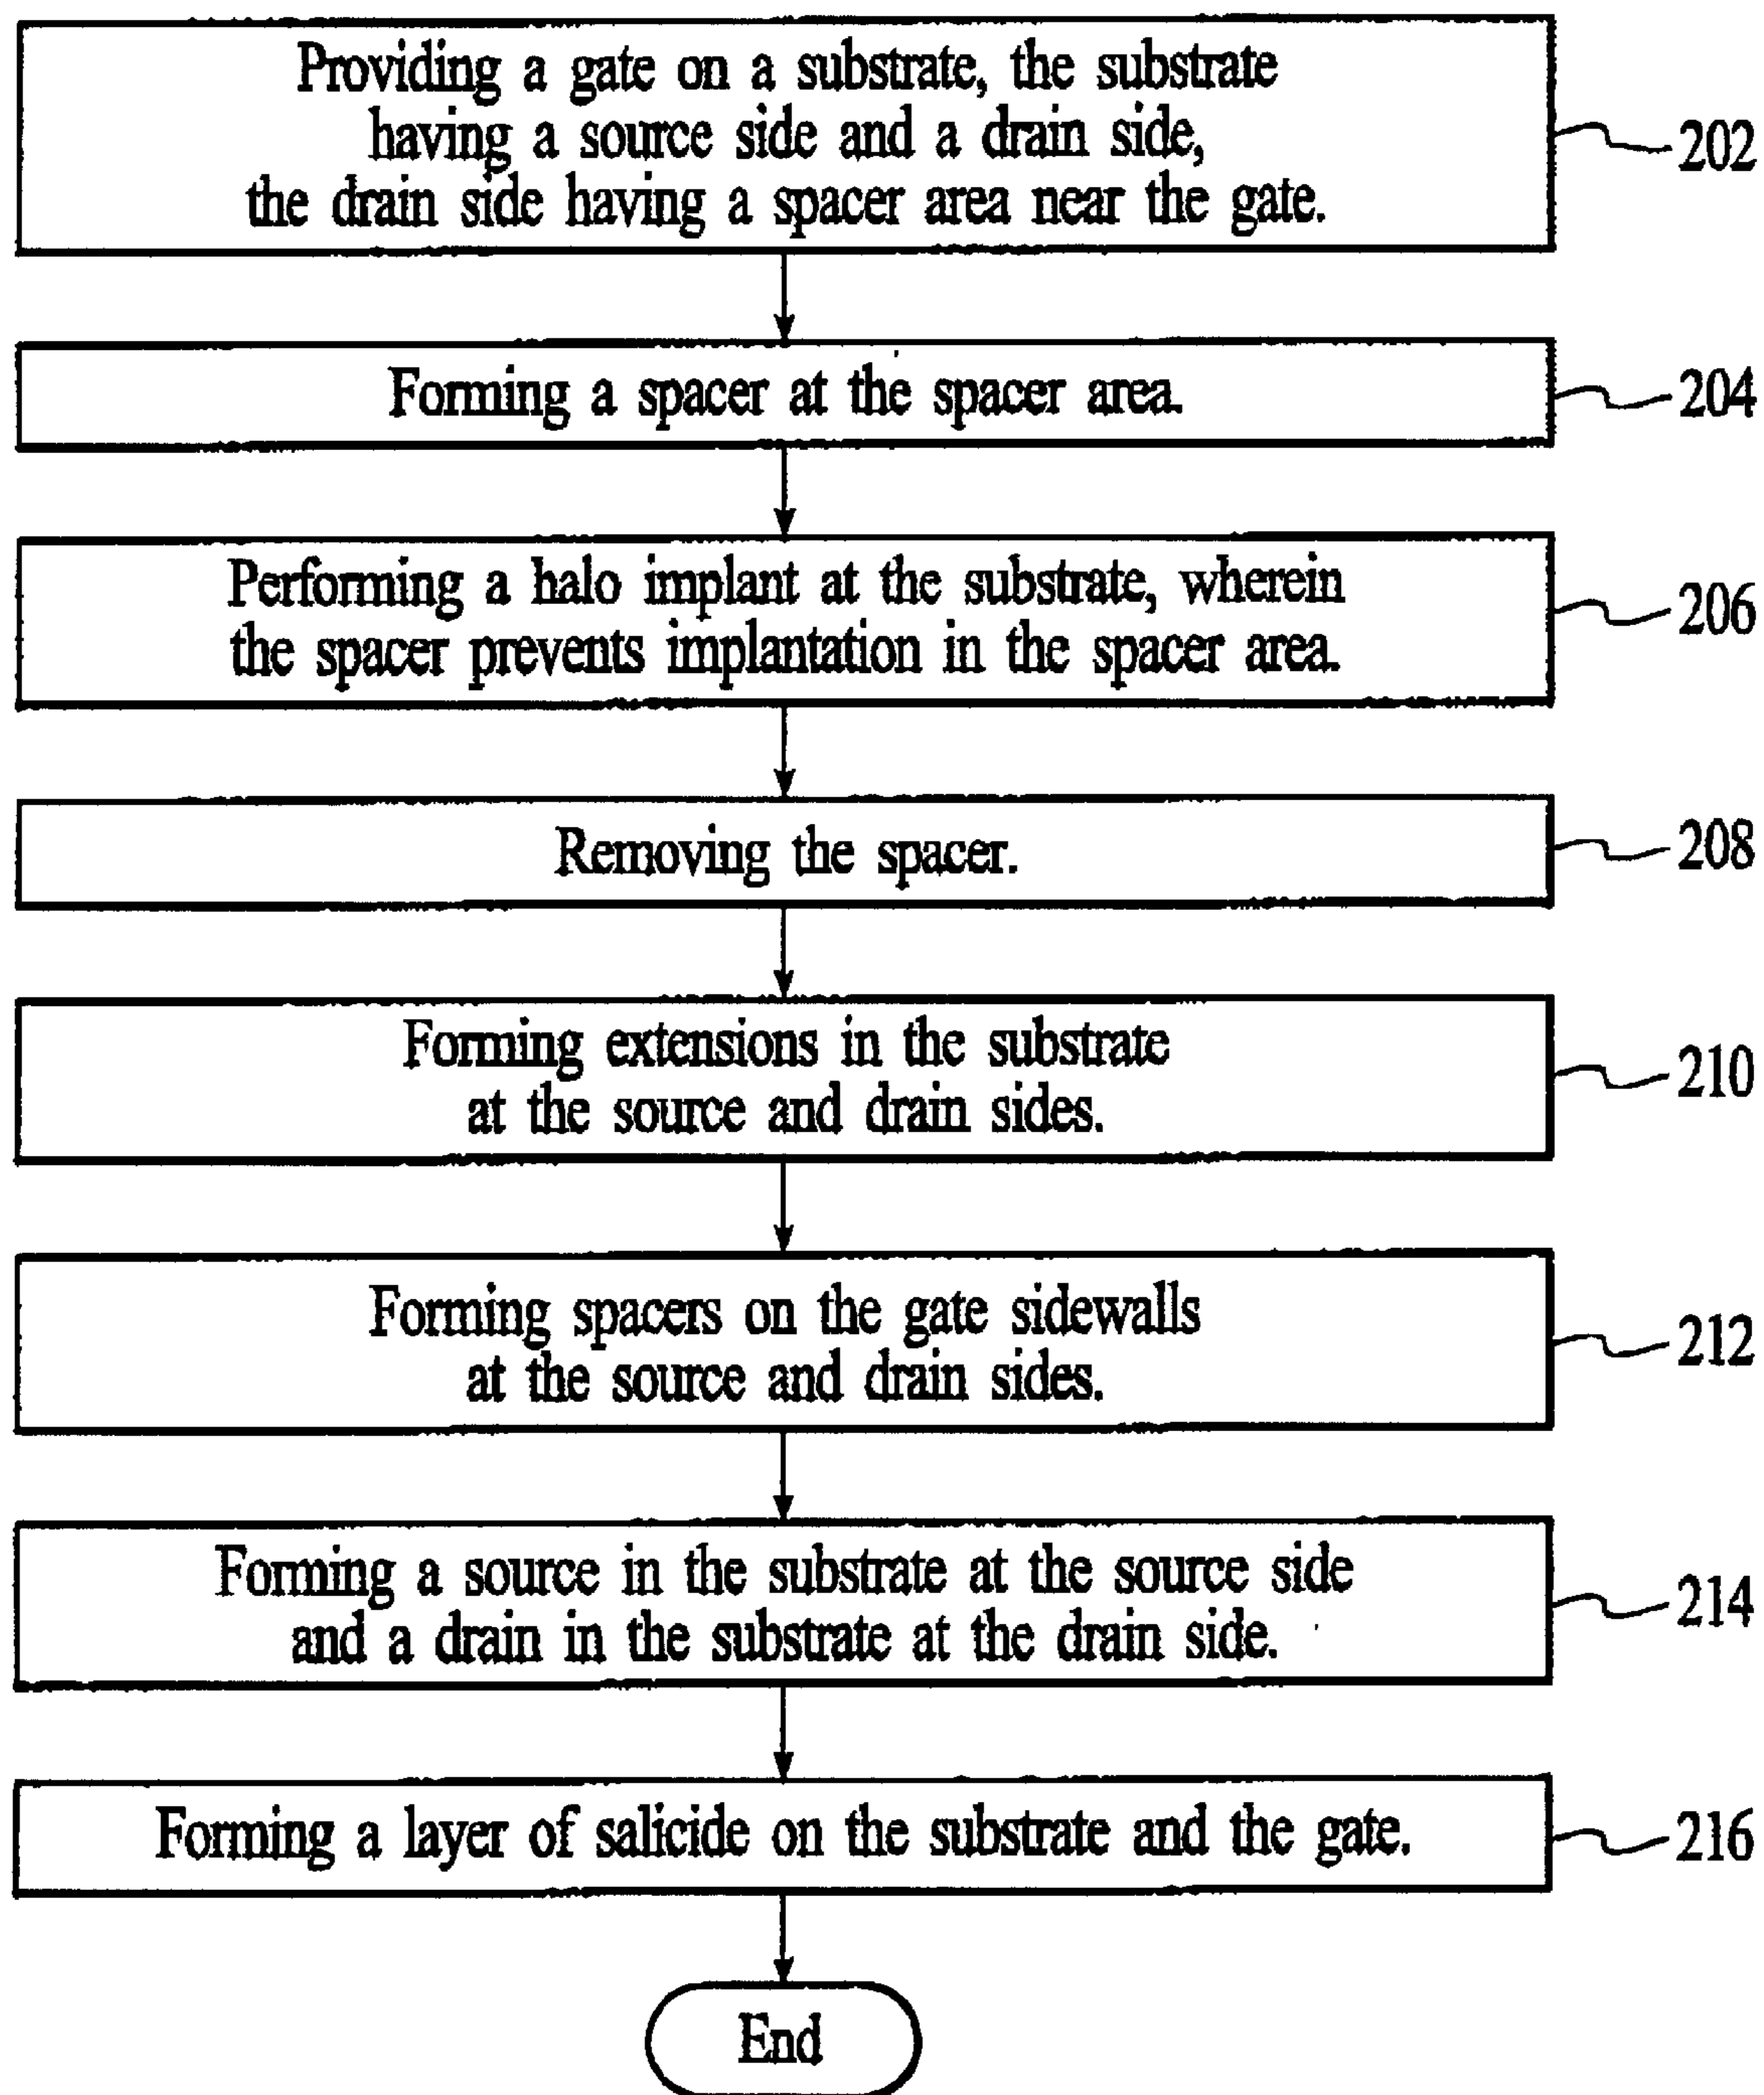 Providing a gate on a substrate, the substrate
having a source side and a drain side,
the drain side having a spacer area near the gate.
202
Forming a spacer at the spacer area.
204
Performing a halo implant at the substrate, wherein
the spacer prevents implantation in the spacer area.
206
Removing the spacer.
208
Forming extensions in the substrate
at the source and drain sides.
210
Forming spacers on the gate sidewalls
at the source and drain sides.
212
Forming a source in the substrate at the source side
and a drain in the substrate at the drain side.
214
Forming a layer of salicide on the substrate and the gate.
216
End